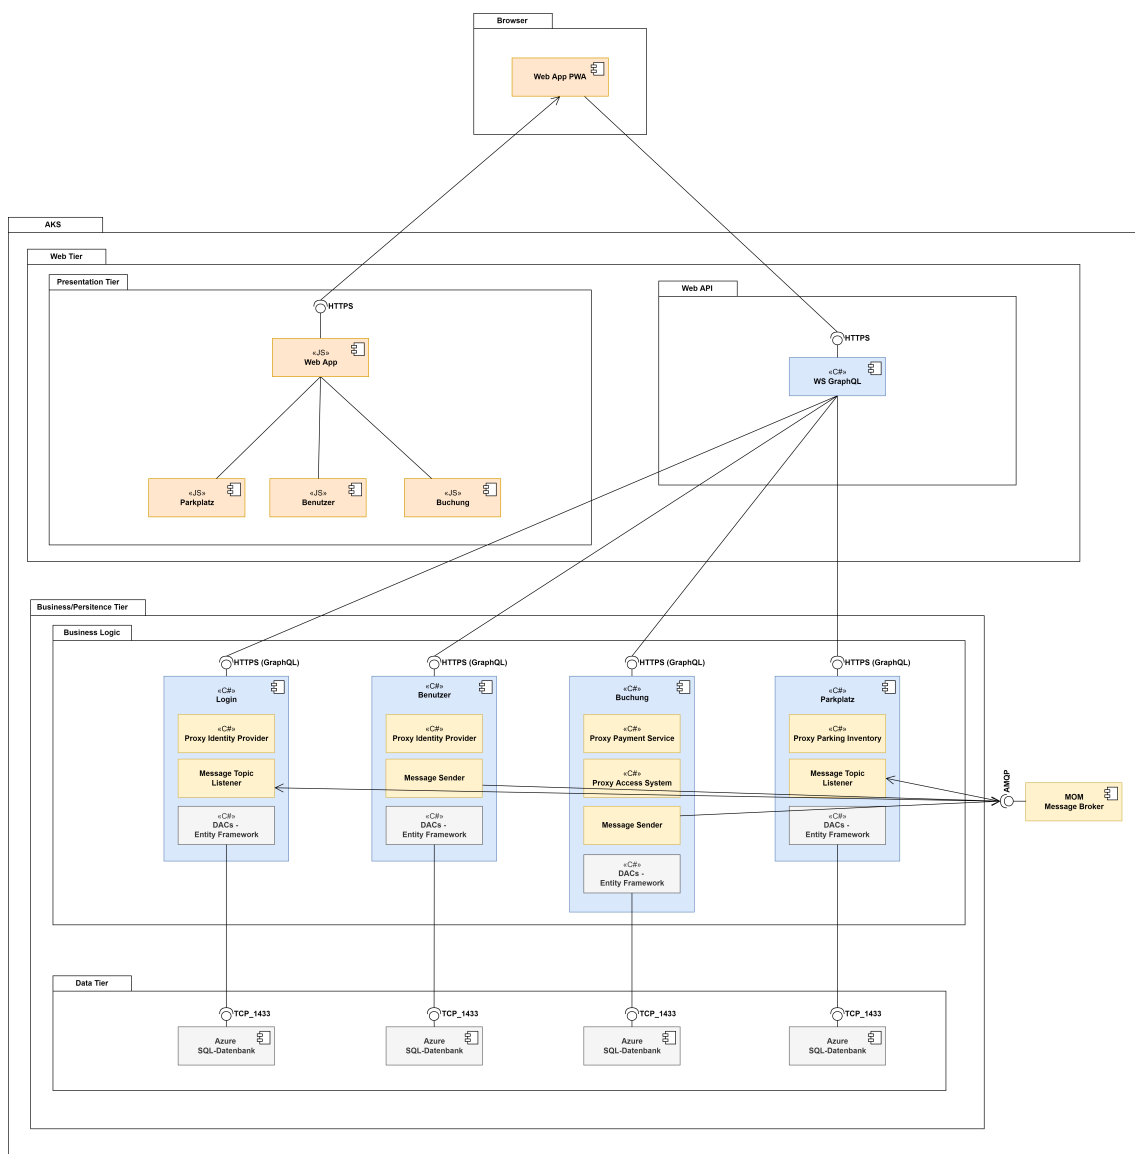 Browser
Web App PWA
AKS
Web Tier
Presentation Tier
Web API
HTTPS
HTTPS
«JS»
Web App
«C#»
WS GraphQL
«JS»
Parkplatz
«JS»
Benutzer
«JS»
Buchung
Business/Persitence Tier
Business Logic
HTTPS (GraphQL)
HTTPS (GraphQL)
HTTPS (GraphQL)
HTTPS (GraphQL)
«C#»
Login
«C#»
Proxy Identity Provider
Message Topic
Listener
«C#»
DACs -
Entity Framework
«C#»
Benutzer
«C#»
Proxy Identity Provider
Message Sender
«C#»
DACs -
Entity Framework
«C#»
Buchung
«C#»
Proxy Payment Service
«C#»
Proxy Access System
Message Sender
«C#»
DACs -
Entity Framework
«C#»
Parkplatz
«C#»
Proxy Parking Inventory
Message Topic
Listener
«C#»
DACs -
Entity Framework
AMQP
MOM
Message Broker
Data Tier
TCP_1433
TCP_1433
TCP_1433
TCP_1433
Azure
SQL-Datenbank
Azure
SQL-Datenbank
Azure
SQL-Datenbank
Azure
SQL-Datenbank